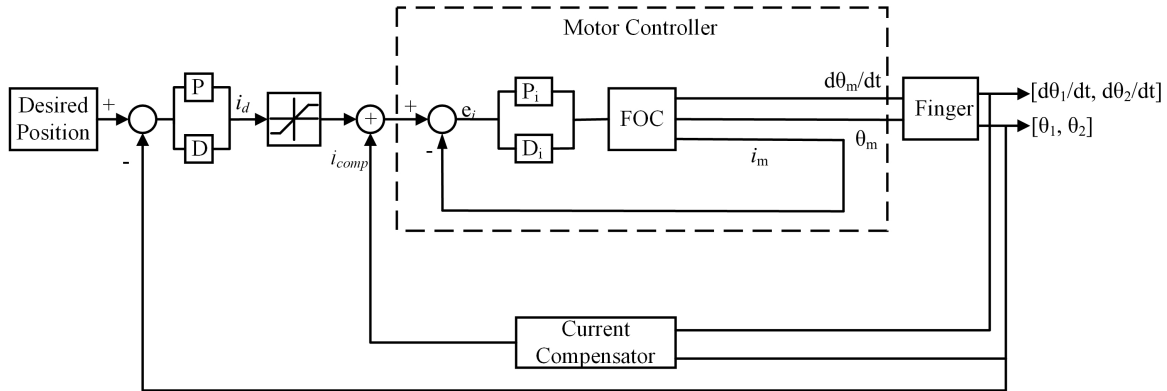 Motor Controller
Desired
Position
+
-
P
D
i_d
+
i_comp
+
-
e_i
P_i
D_i
FOC
dθ_m/dt
θ_m
i_m
Finger
[dθ_1/dt, dθ_2/dt]
[θ_1, θ_2]
Current
Compensator